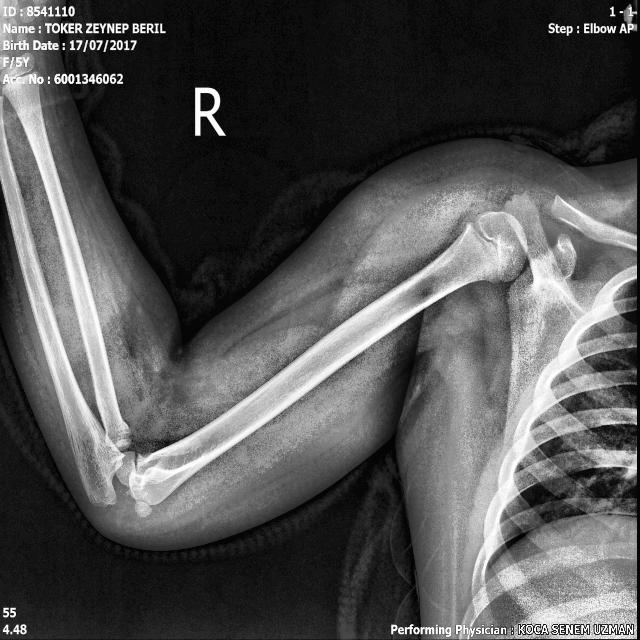 ID : 8541110
1 - 1
Name : TOKER ZEYNEP BERIL
Step : Elbow AP
Birth Date : 17/07/2017
F/5Y
Acc. No : 6001346062
R
55
4.48
Performing Physician : KOCA SENEM UZMAN